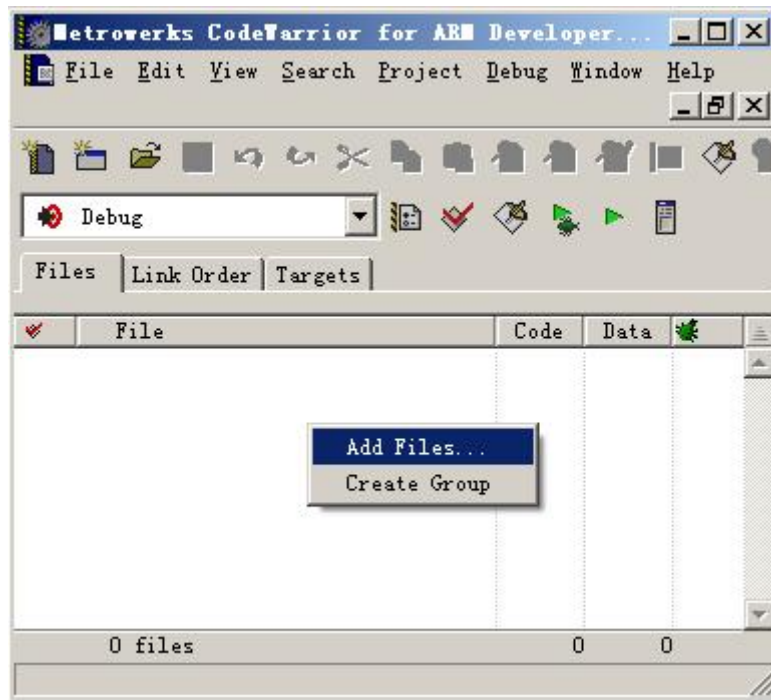 Metrowerks CodeWarrior for ARM Developer...
File Edit View Search Project Debug Window Help
Debug
Files Link Order Targets
File Code Data
Add Files...
Create Group
0 files 0 0